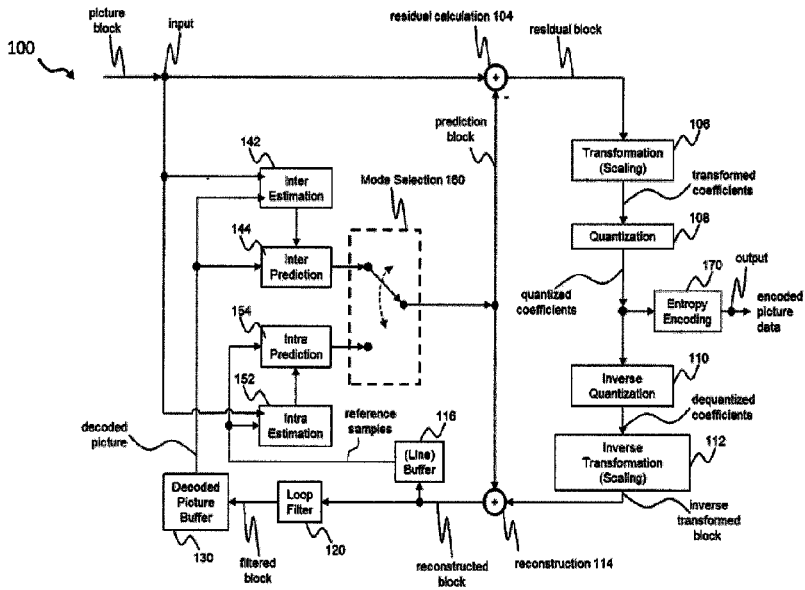 picture
block
input
residual calculation 104
residual block
100
+
-
prediction
block
106
Transformation
(Scaling)
transformed
coefficients
142
Inter
Estimation
Mode Selection 160
108
Quantization
144
Inter
Prediction
quantized
coefficients
170
output
Entropy
Encoding
encoded
picture
data
154
Intra
Prediction
110
Inverse
Quantization
152
Intra
Estimation
dequantized
coefficients
decoded
picture
reference
samples
116
(Line)
Buffer
112
Inverse
Transformation
(Scaling)
Decoded
Picture
Buffer
Loop
Filter
+
inverse
transformed
block
130
filtered
block
120
reconstructed
block
reconstruction 114